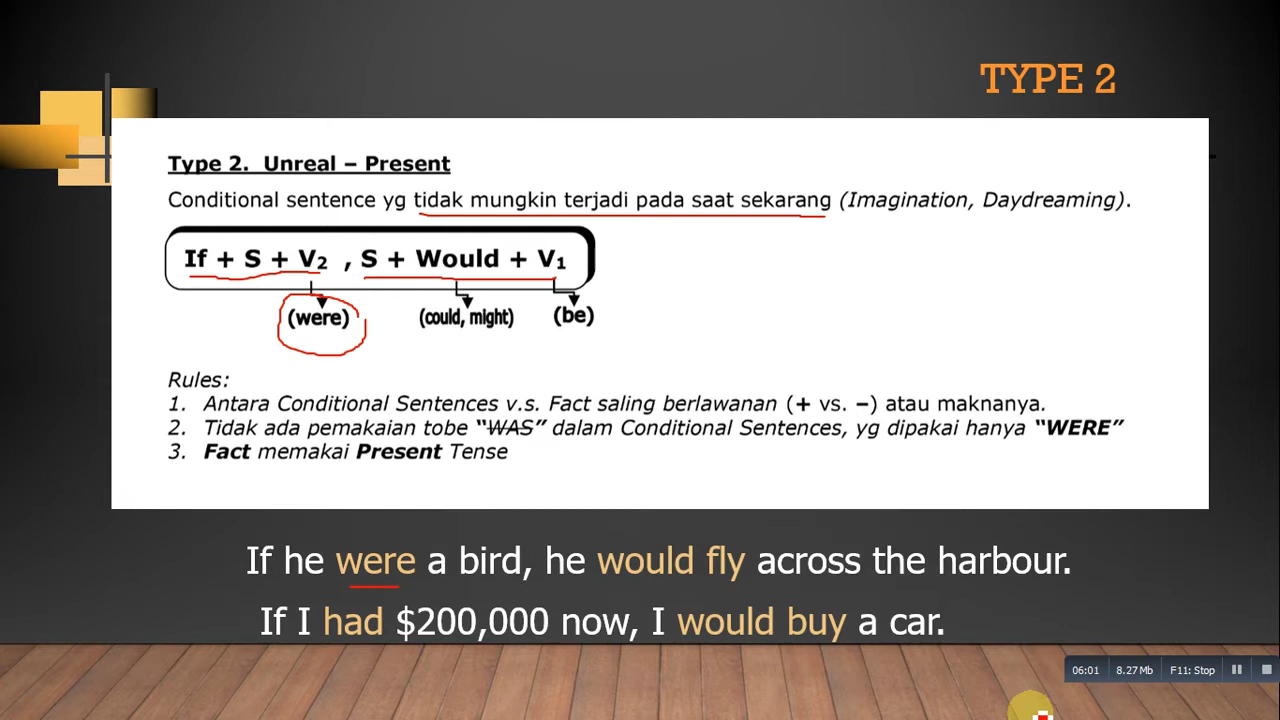 TYPE 2
Type 2. Unreal – Present
Conditional sentence yg tidak mungkin terjadi pada saat sekarang (Imagination, Daydreaming).
If + S + V2 , S + Would + V1
(were) (could, might) (be)
Rules:
1. Antara Conditional Sentences v.s. Fact saling berlawanan (+ vs. –) atau maknanya.
2. Tidak ada pemakaian tobe “WAS” dalam Conditional Sentences, yg dipakai hanya “WERE”
3. Fact memakai Present Tense
If he were a bird, he would fly across the harbour.
If I had $200,000 now, I would buy a car.
06:01 8.27Mb F11: Stop